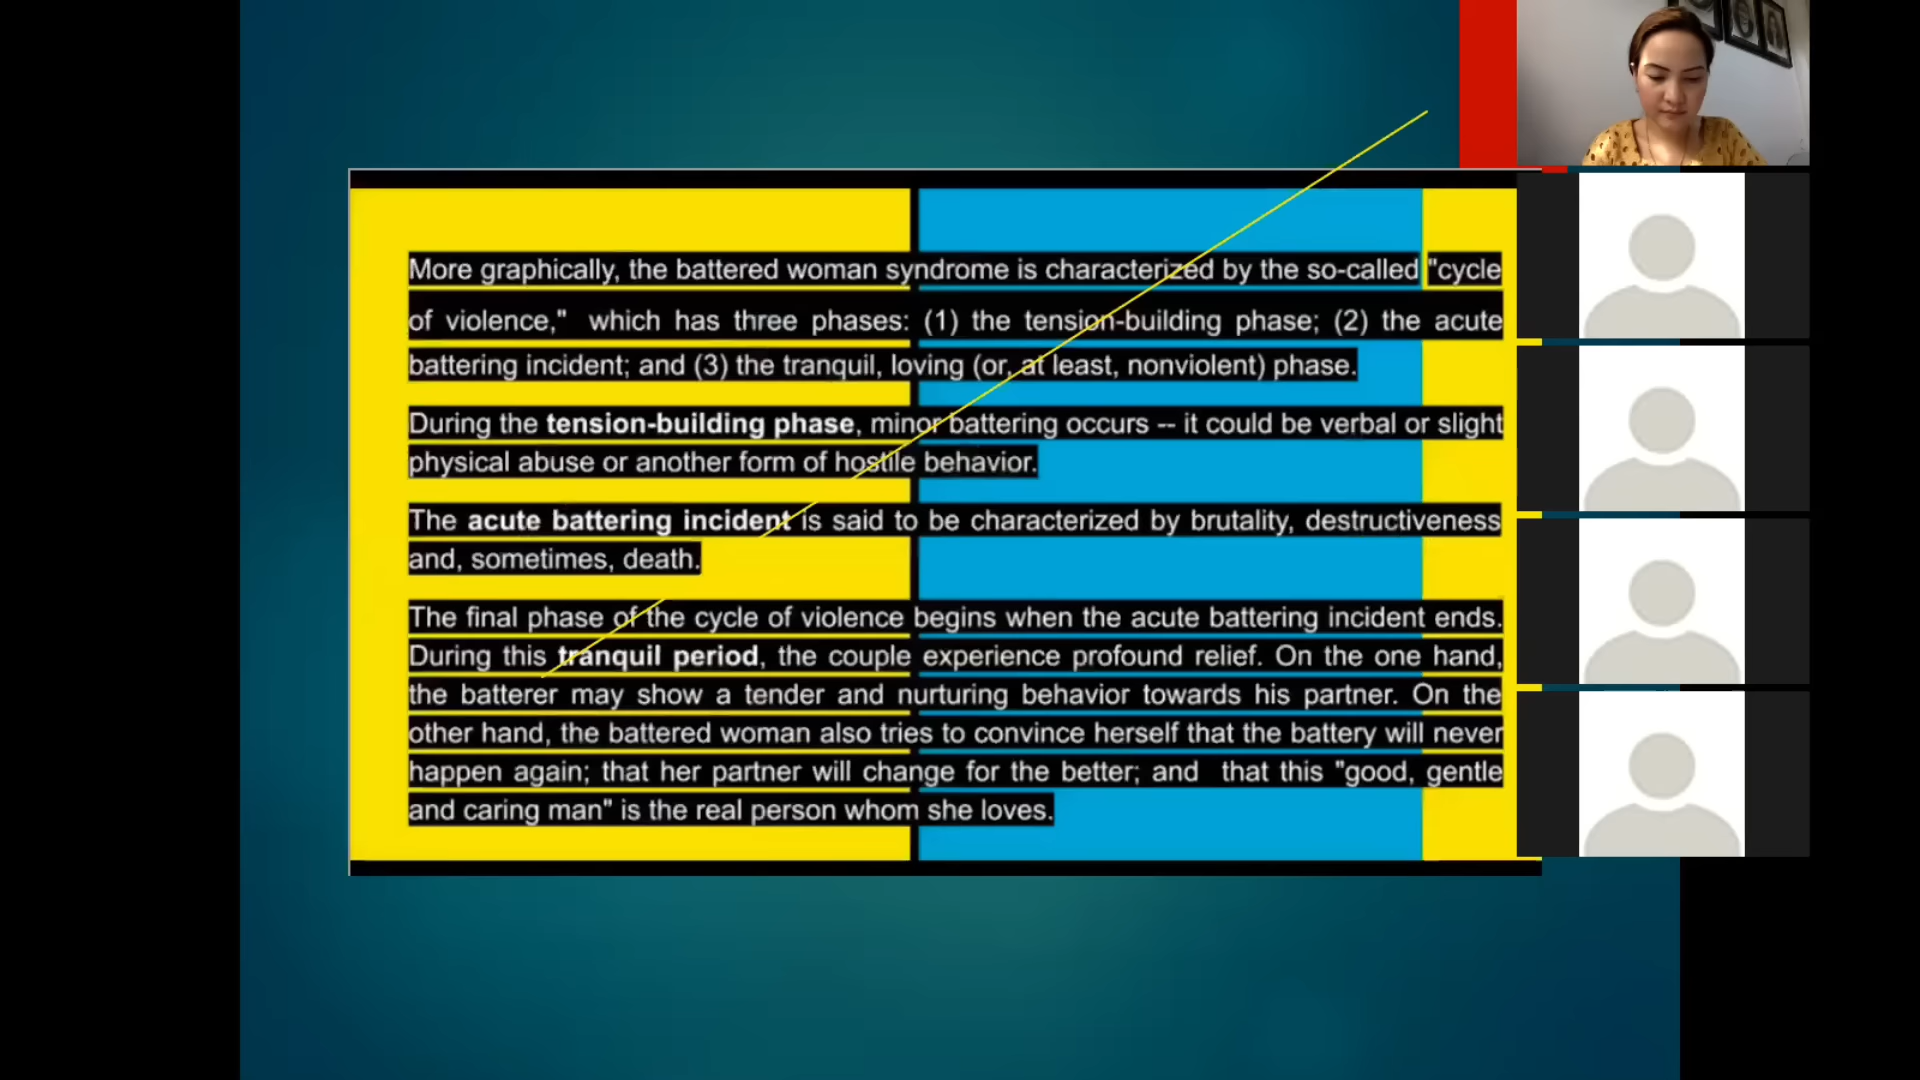 More graphically, the battered woman syndrome is characterized by the so-called "cycle
of violence," which has three phases: (1) the tension-building phase; (2) the acute
battering incident; and (3) the tranquil, loving (or, at least, nonviolent) phase.
During the tension-building phase, minor battering occurs -- it could be verbal or slight
physical abuse or another form of hostile behavior.
The acute battering incident is said to be characterized by brutality, destructiveness
and, sometimes, death.
The final phase of the cycle of violence begins when the acute battering incident ends.
During this tranquil period, the couple experience profound relief. On the one hand,
the batterer may show a tender and nurturing behavior towards his partner. On the
other hand, the battered woman also tries to convince herself that the battery will never
happen again; that her partner will change for the better; and that this "good, gentle
and caring man" is the real person whom she loves.